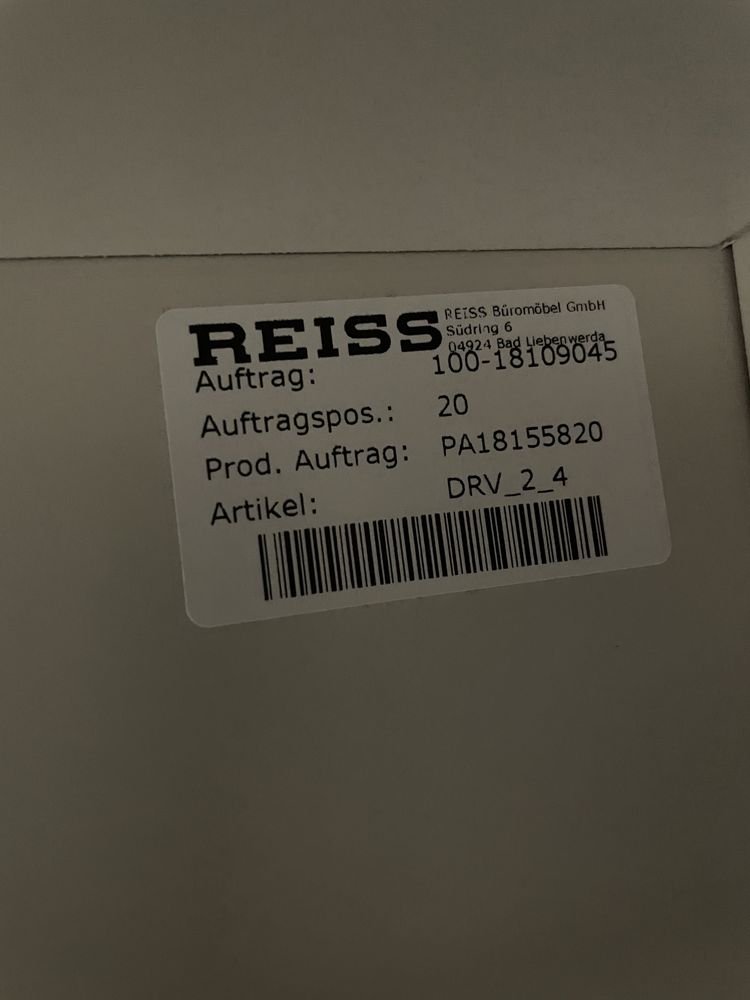 REISS
REISS Büromöbel GmbH
Südring 6
04924 Bad Liebenwerda
Auftrag: 100-18109045
Auftragspos.: 20
Prod. Auftrag: PA18155820
Artikel: DRV_2_4